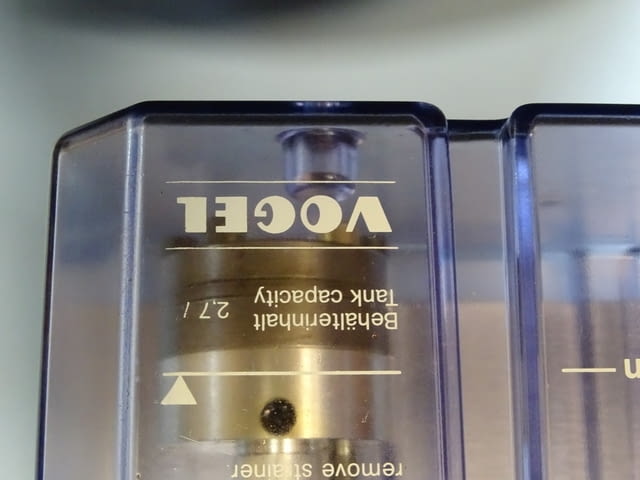 remove strainer
Behälterinhalt
Tank capacity 2,7 l
VOGEL